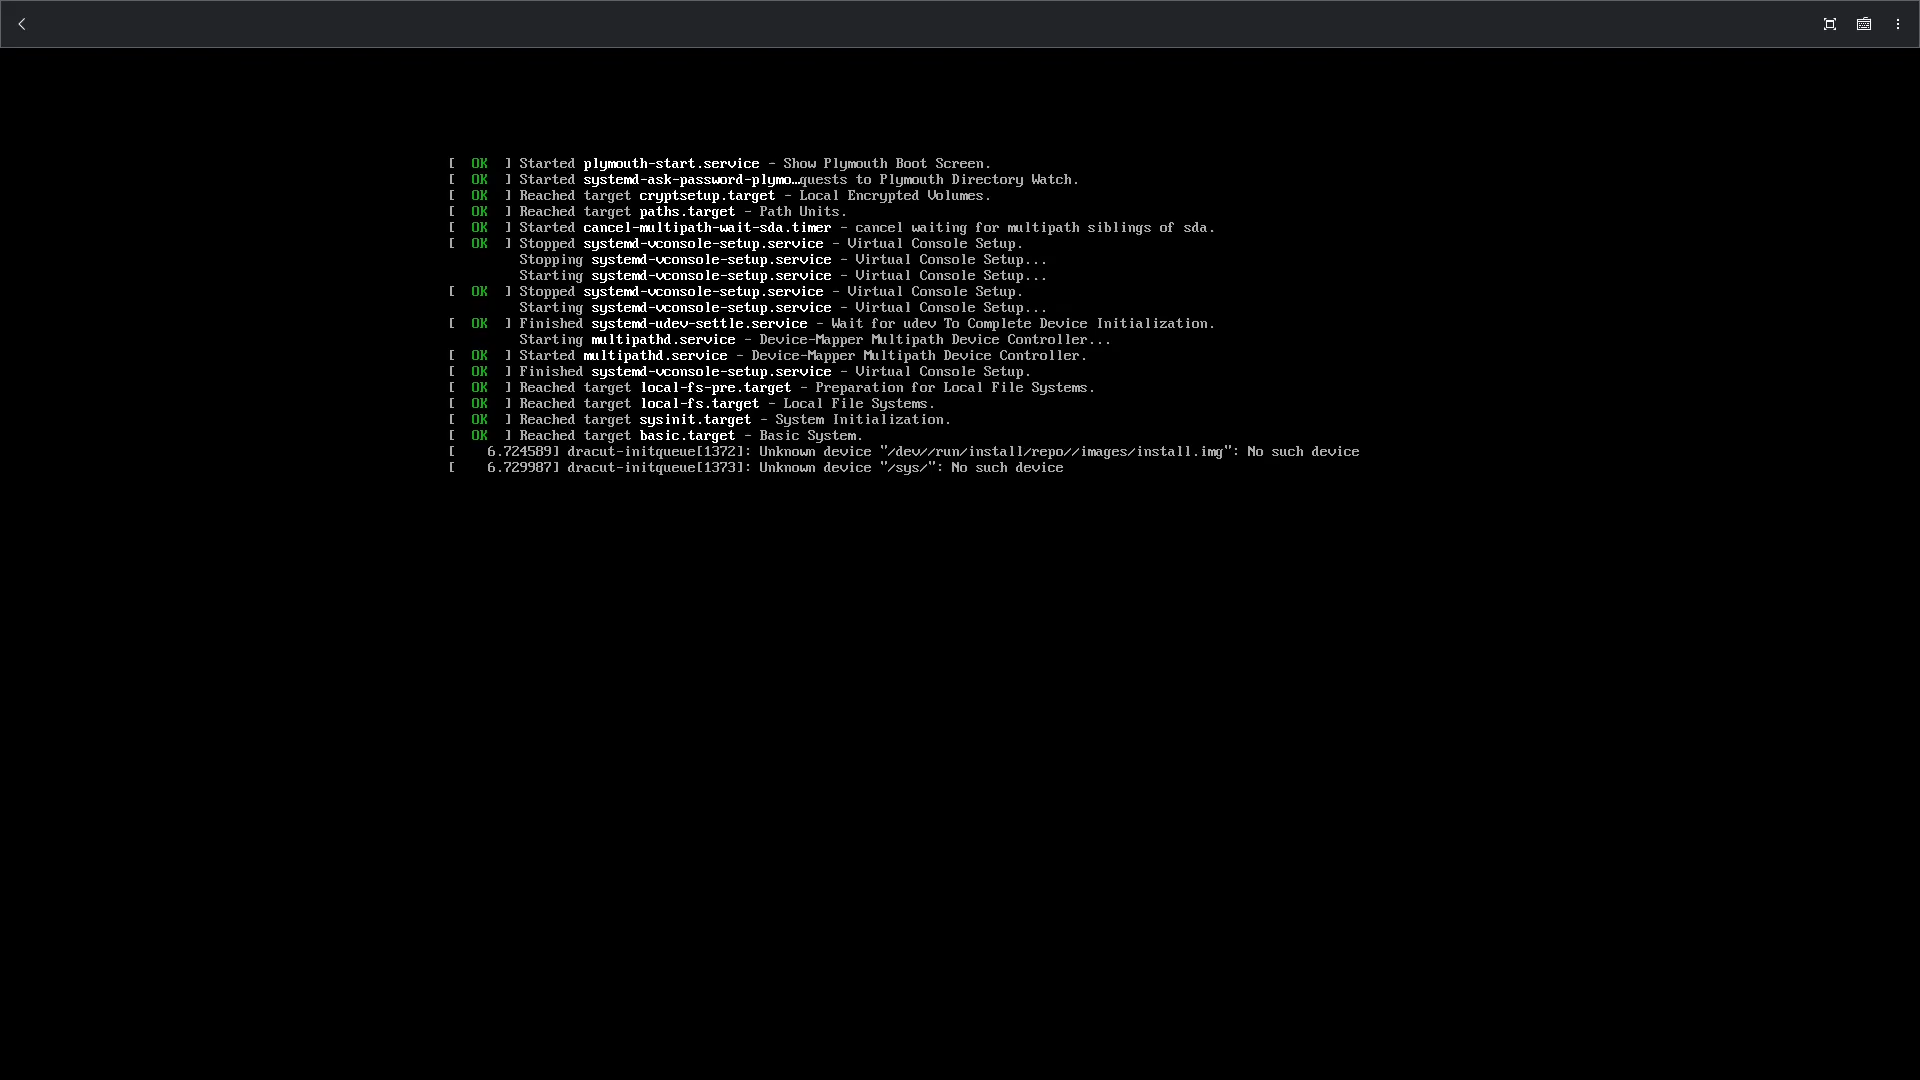 [  OK  ] Started plymouth-start.service - Show Plymouth Boot Screen.
[  OK  ] Started systemd-ask-password-plymo…quests to Plymouth Directory Watch.
[  OK  ] Reached target cryptsetup.target - Local Encrypted Volumes.
[  OK  ] Reached target paths.target - Path Units.
[  OK  ] Started cancel-multipath-wait-sda.timer - cancel waiting for multipath siblings of sda.
[  OK  ] Stopped systemd-vconsole-setup.service - Virtual Console Setup.
         Stopping systemd-vconsole-setup.service - Virtual Console Setup...
         Starting systemd-vconsole-setup.service - Virtual Console Setup...
[  OK  ] Stopped systemd-vconsole-setup.service - Virtual Console Setup.
         Starting systemd-vconsole-setup.service - Virtual Console Setup...
[  OK  ] Finished systemd-udev-settle.service - Wait for udev To Complete Device Initialization.
         Starting multipathd.service - Device-Mapper Multipath Device Controller...
[  OK  ] Started multipathd.service - Device-Mapper Multipath Device Controller.
[  OK  ] Finished systemd-vconsole-setup.service - Virtual Console Setup.
[  OK  ] Reached target local-fs-pre.target - Preparation for Local File Systems.
[  OK  ] Reached target local-fs.target - Local File Systems.
[  OK  ] Reached target sysinit.target - System Initialization.
[  OK  ] Reached target basic.target - Basic System.
[    6.724589] dracut-initqueue[1372]: Unknown device "/dev//run/install/repo//images/install.img": No such device
[    6.729987] dracut-initqueue[1373]: Unknown device "/sys/": No such device